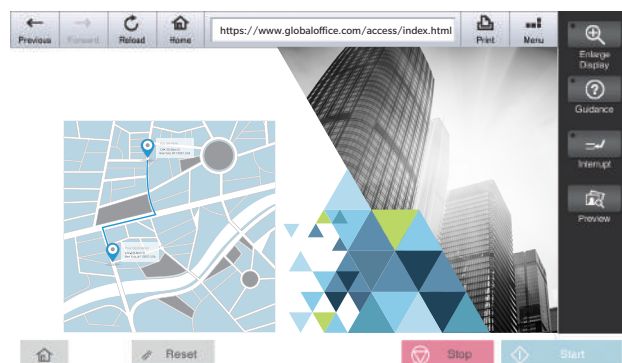 Previous
Forward
Reload
Home
https://www.globaloffice.com/access/index.html
Print
Menu
Enlarge
Display
Guidance
Interrupt
Preview
Reset
Stop
Start